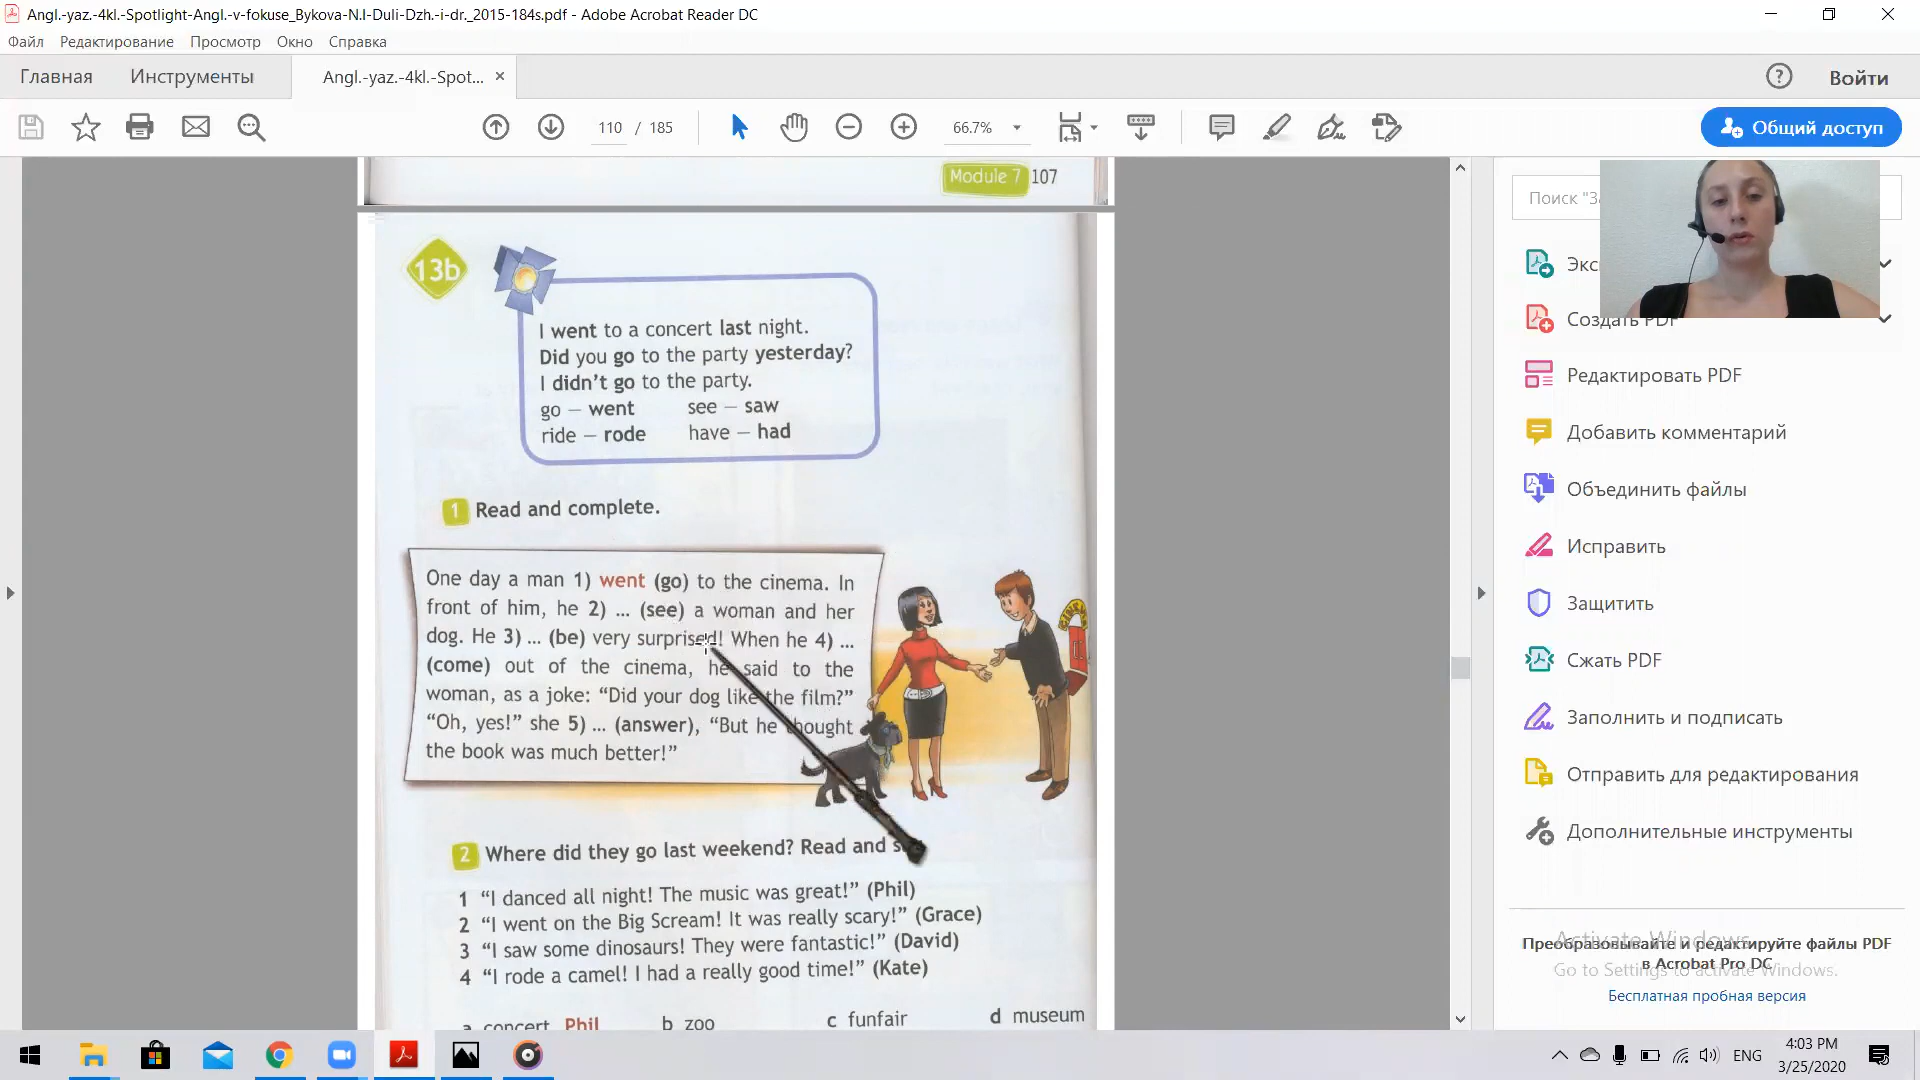 Angl.-yaz.-4kl.-Spotlight-Angl.-v-fokuse_Bykova-N.I-Duli-Dzh.-i-dr._2015-184s.pdf - Adobe Acrobat Reader DC
Файл Редактирование Просмотр Окно Справка
Главная Инструменты Angl.-yaz.-4kl.-Spot... × Войти
110 / 185 66.7% Общий доступ
Module 7 107
13b
I went to a concert last night.
Did you go to the party yesterday?
I didn't go to the party.
go – went see – saw
ride – rode have – had
1 Read and complete.
One day a man 1) went (go) to the cinema. In
front of him, he 2) ... (see) a woman and her
dog. He 3) ... (be) very surprised! When he 4) ...
(come) out of the cinema, he said to the
woman, as a joke: “Did your dog like the film?”
“Oh, yes!” she 5) ... (answer), “But he thought
the book was much better!”
2 Where did they go last weekend? Read and
1 “I danced all night! The music was great!” (Phil)
2 “I went on the Big Scream! It was really scary!” (Grace)
3 “I saw some dinosaurs! They were fantastic!” (David)
4 “I rode a camel! I had a really good time!” (Kate)
a concert Phil b zoo c funfair d museum
Поиск "За
Экс
Создать PDF
Редактировать PDF
Добавить комментарий
Объединить файлы
Исправить
Защитить
Сжать PDF
Заполнить и подписать
Отправить для редактирования
Дополнительные инструменты
Преобразовывайте и редактируйте файлы PDF
в Acrobat Pro DC
Activate Windows
Go to Settings to activate Windows.
Бесплатная пробная версия
ENG
4:03 PM
3/25/2020